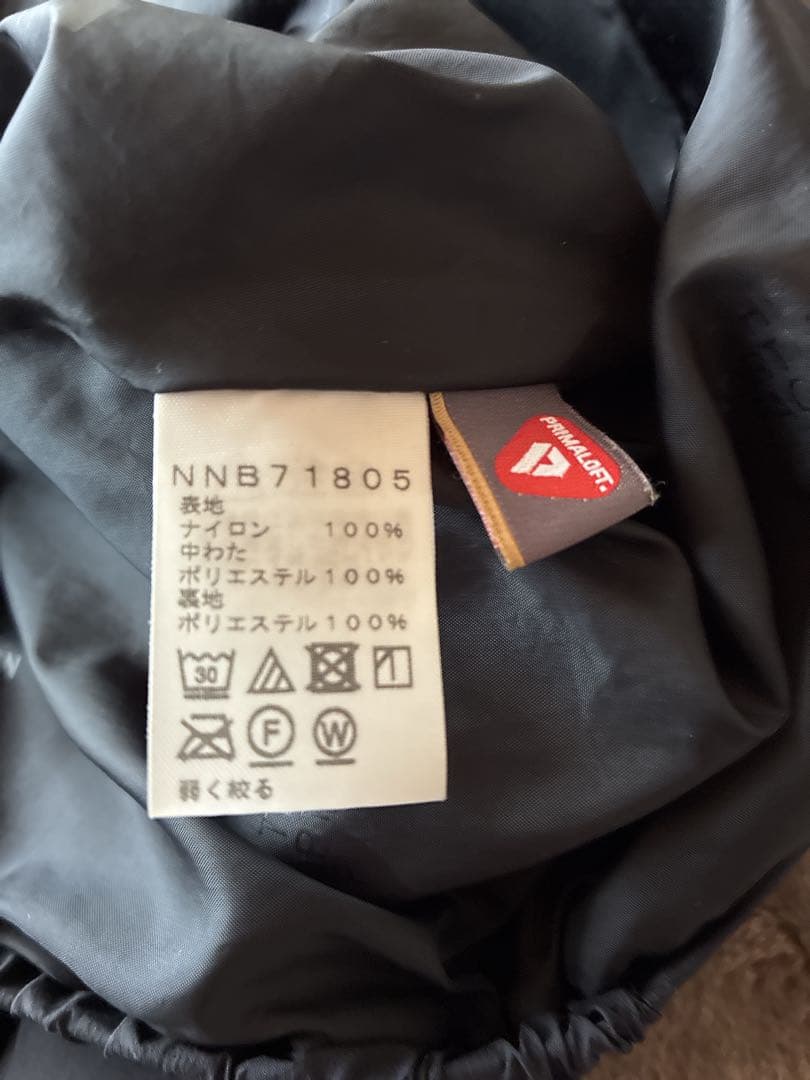 NNB71805
表地
ナイロン 100%
中わた
ポリエステル100%
裏地
ポリエステル100%
30
F W
弱く絞る
PRIMALOFT